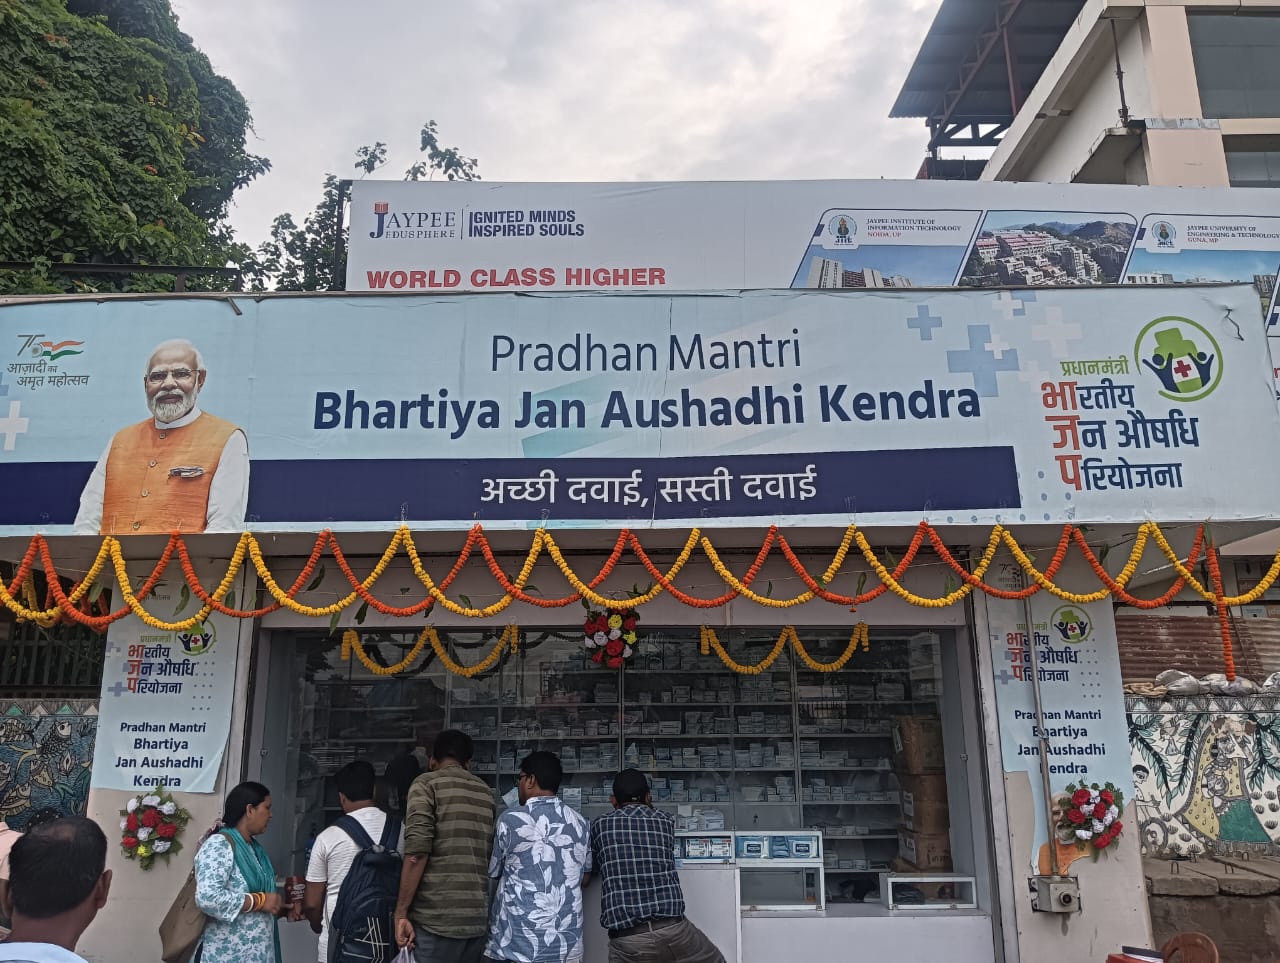 JAYPEE
EDUSPHERE
IGNITED MINDS
INSPIRED SOULS
WORLD CLASS HIGHER
JIIT
JAYPEE INSTITUTE OF
INFORMATION TECHNOLOGY
NOIDA, UP
JAYPEE UNIVERSITY OF
ENGINEERING & TECHNOLOGY
GUNA, MP
75
आज़ादी का
अमृत महोत्सव
Pradhan Mantri
Bhartiya Jan Aushadhi Kendra
अच्छी दवाई, सस्ती दवाई
प्रधानमंत्री
भारतीय
जन औषधि
परियोजना
प्रधानमंत्री
भारतीय
जन औषधि
परियोजना
Pradhan Mantri
Bhartiya
Jan Aushadhi
Kendra
भारतीय
जन औषधि
परियोजना
Pradhan Mantri
Bhartiya
Jan Aushadhi
Kendra